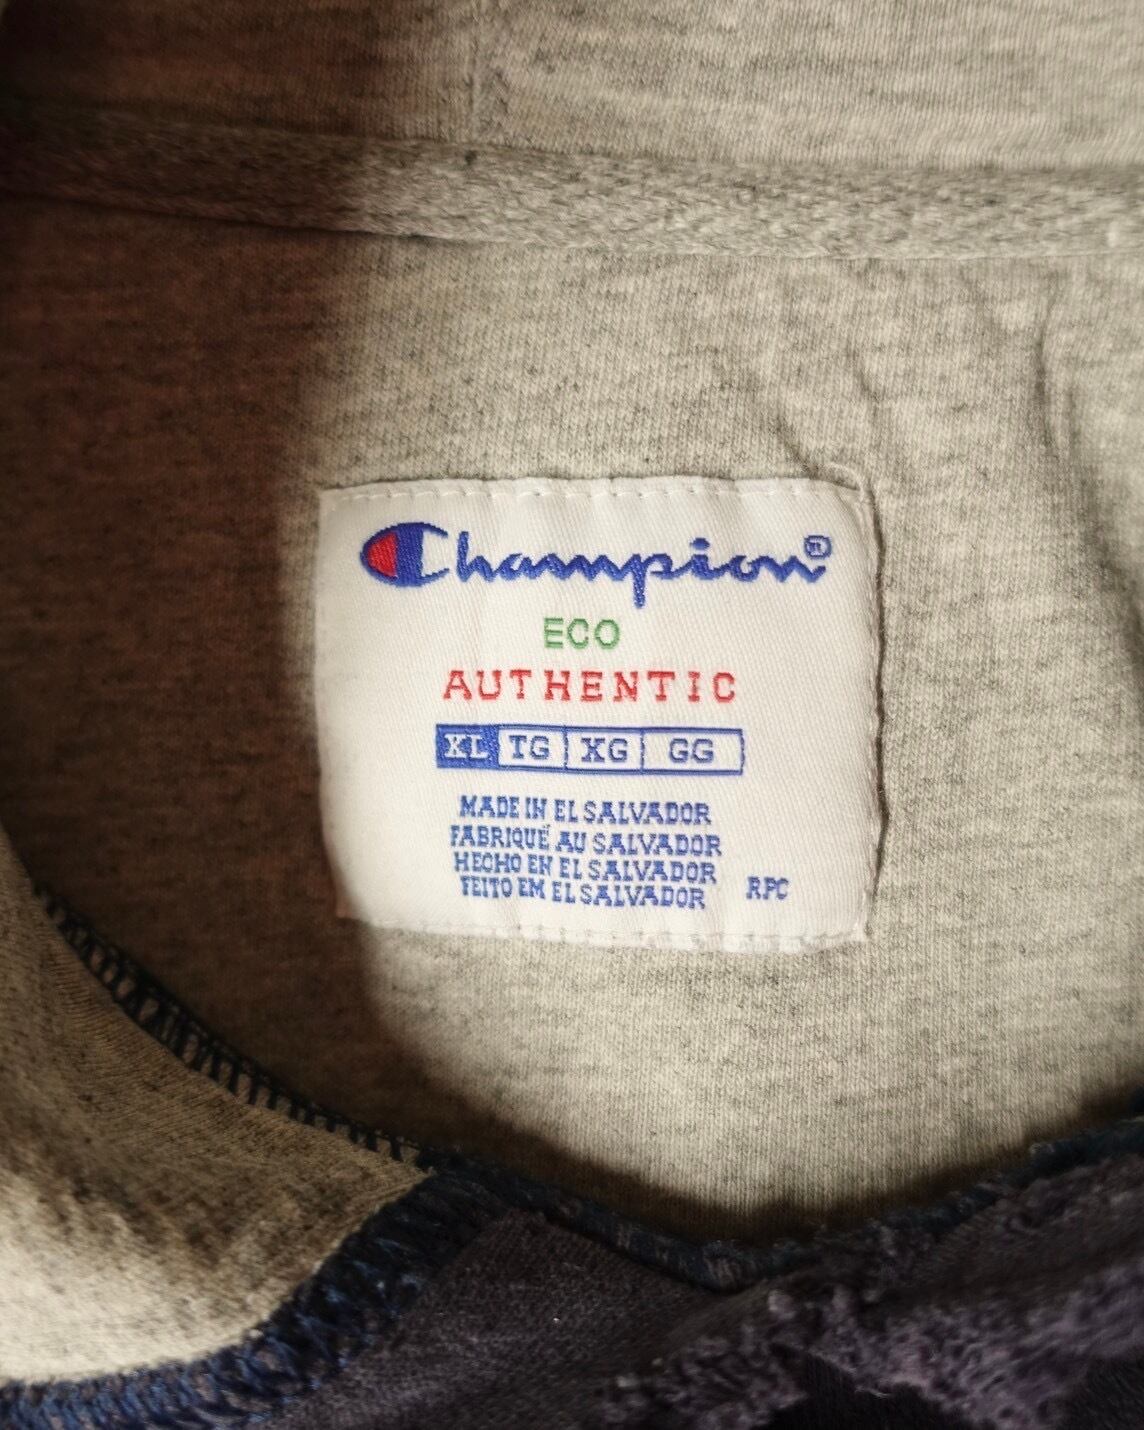 Champion®
ECO
AUTHENTIC
XL TG XG GG
MADE IN EL SALVADOR
FABRIQUÉ AU SALVADOR
HECHO EN EL SALVADOR
FEITO EM EL SALVADOR RPC